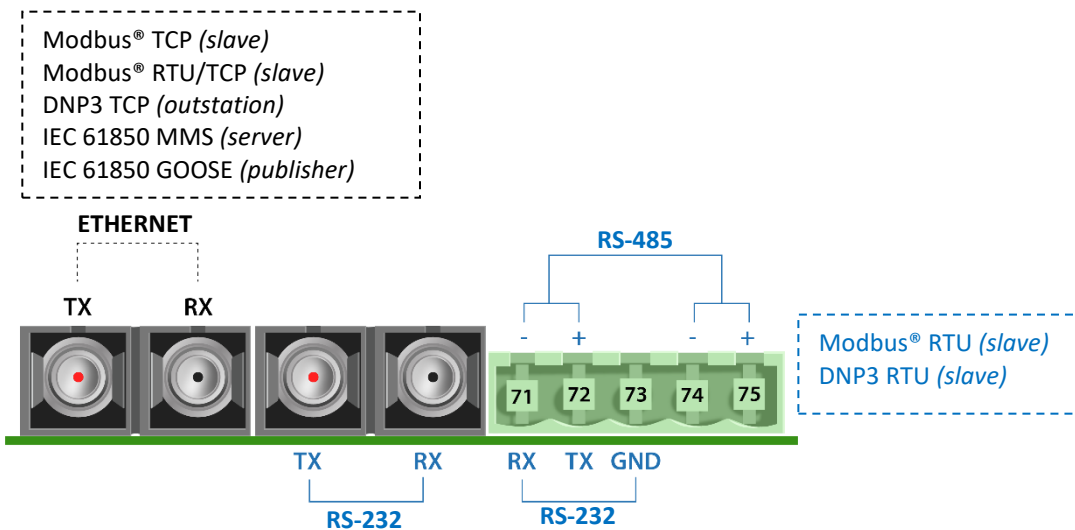 Modbus® TCP (slave)
Modbus® RTU/TCP (slave)
DNP3 TCP (outstation)
IEC 61850 MMS (server)
IEC 61850 GOOSE (publisher)
ETHERNET
TX RX
RS-485
- + - +
71 72 73 74 75
Modbus® RTU (slave)
DNP3 RTU (slave)
TX RX RX TX GND
RS-232 RS-232